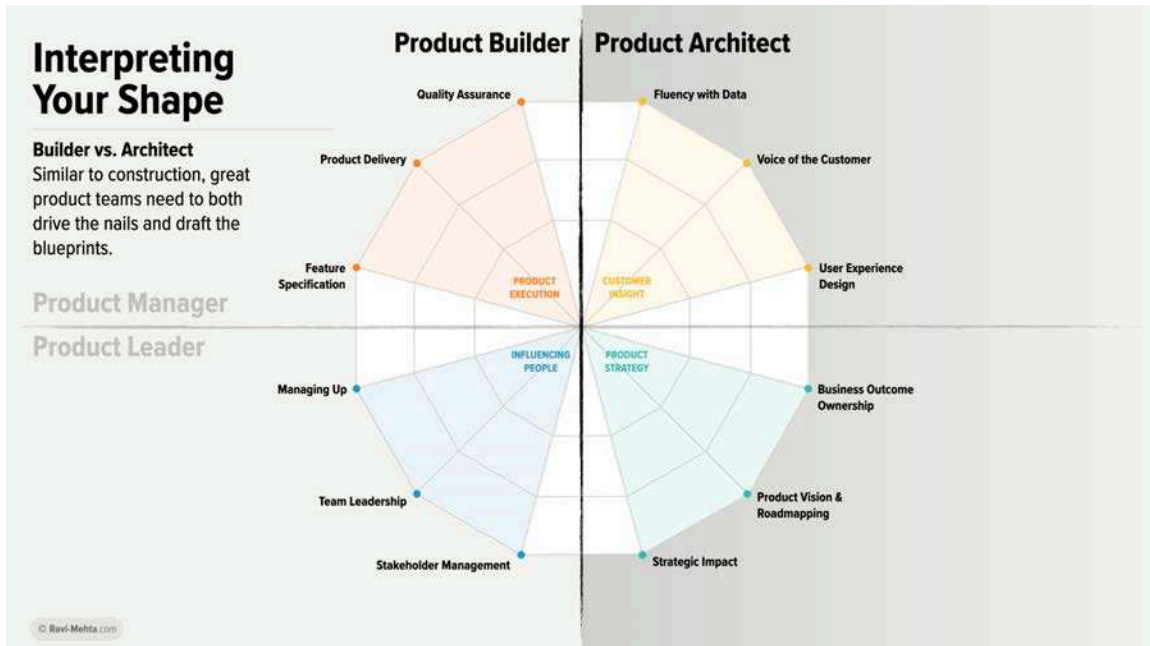 Interpreting
Your Shape
Builder vs. Architect
Similar to construction, great
product teams need to both
drive the nails and draft the
blueprints.
Product Manager
Product Leader
Product Builder
Product Architect
Quality Assurance
Product Delivery
Feature
Specification
Fluency with Data
Voice of the Customer
User Experience
Design
PRODUCT
EXECUTION
CUSTOMER
INSIGHT
INFLUENCING
PEOPLE
PRODUCT
STRATEGY
Managing Up
Team Leadership
Stakeholder Management
Business Outcome
Ownership
Product Vision &
Roadmapping
Strategic Impact
© Ravi-Mehta.com